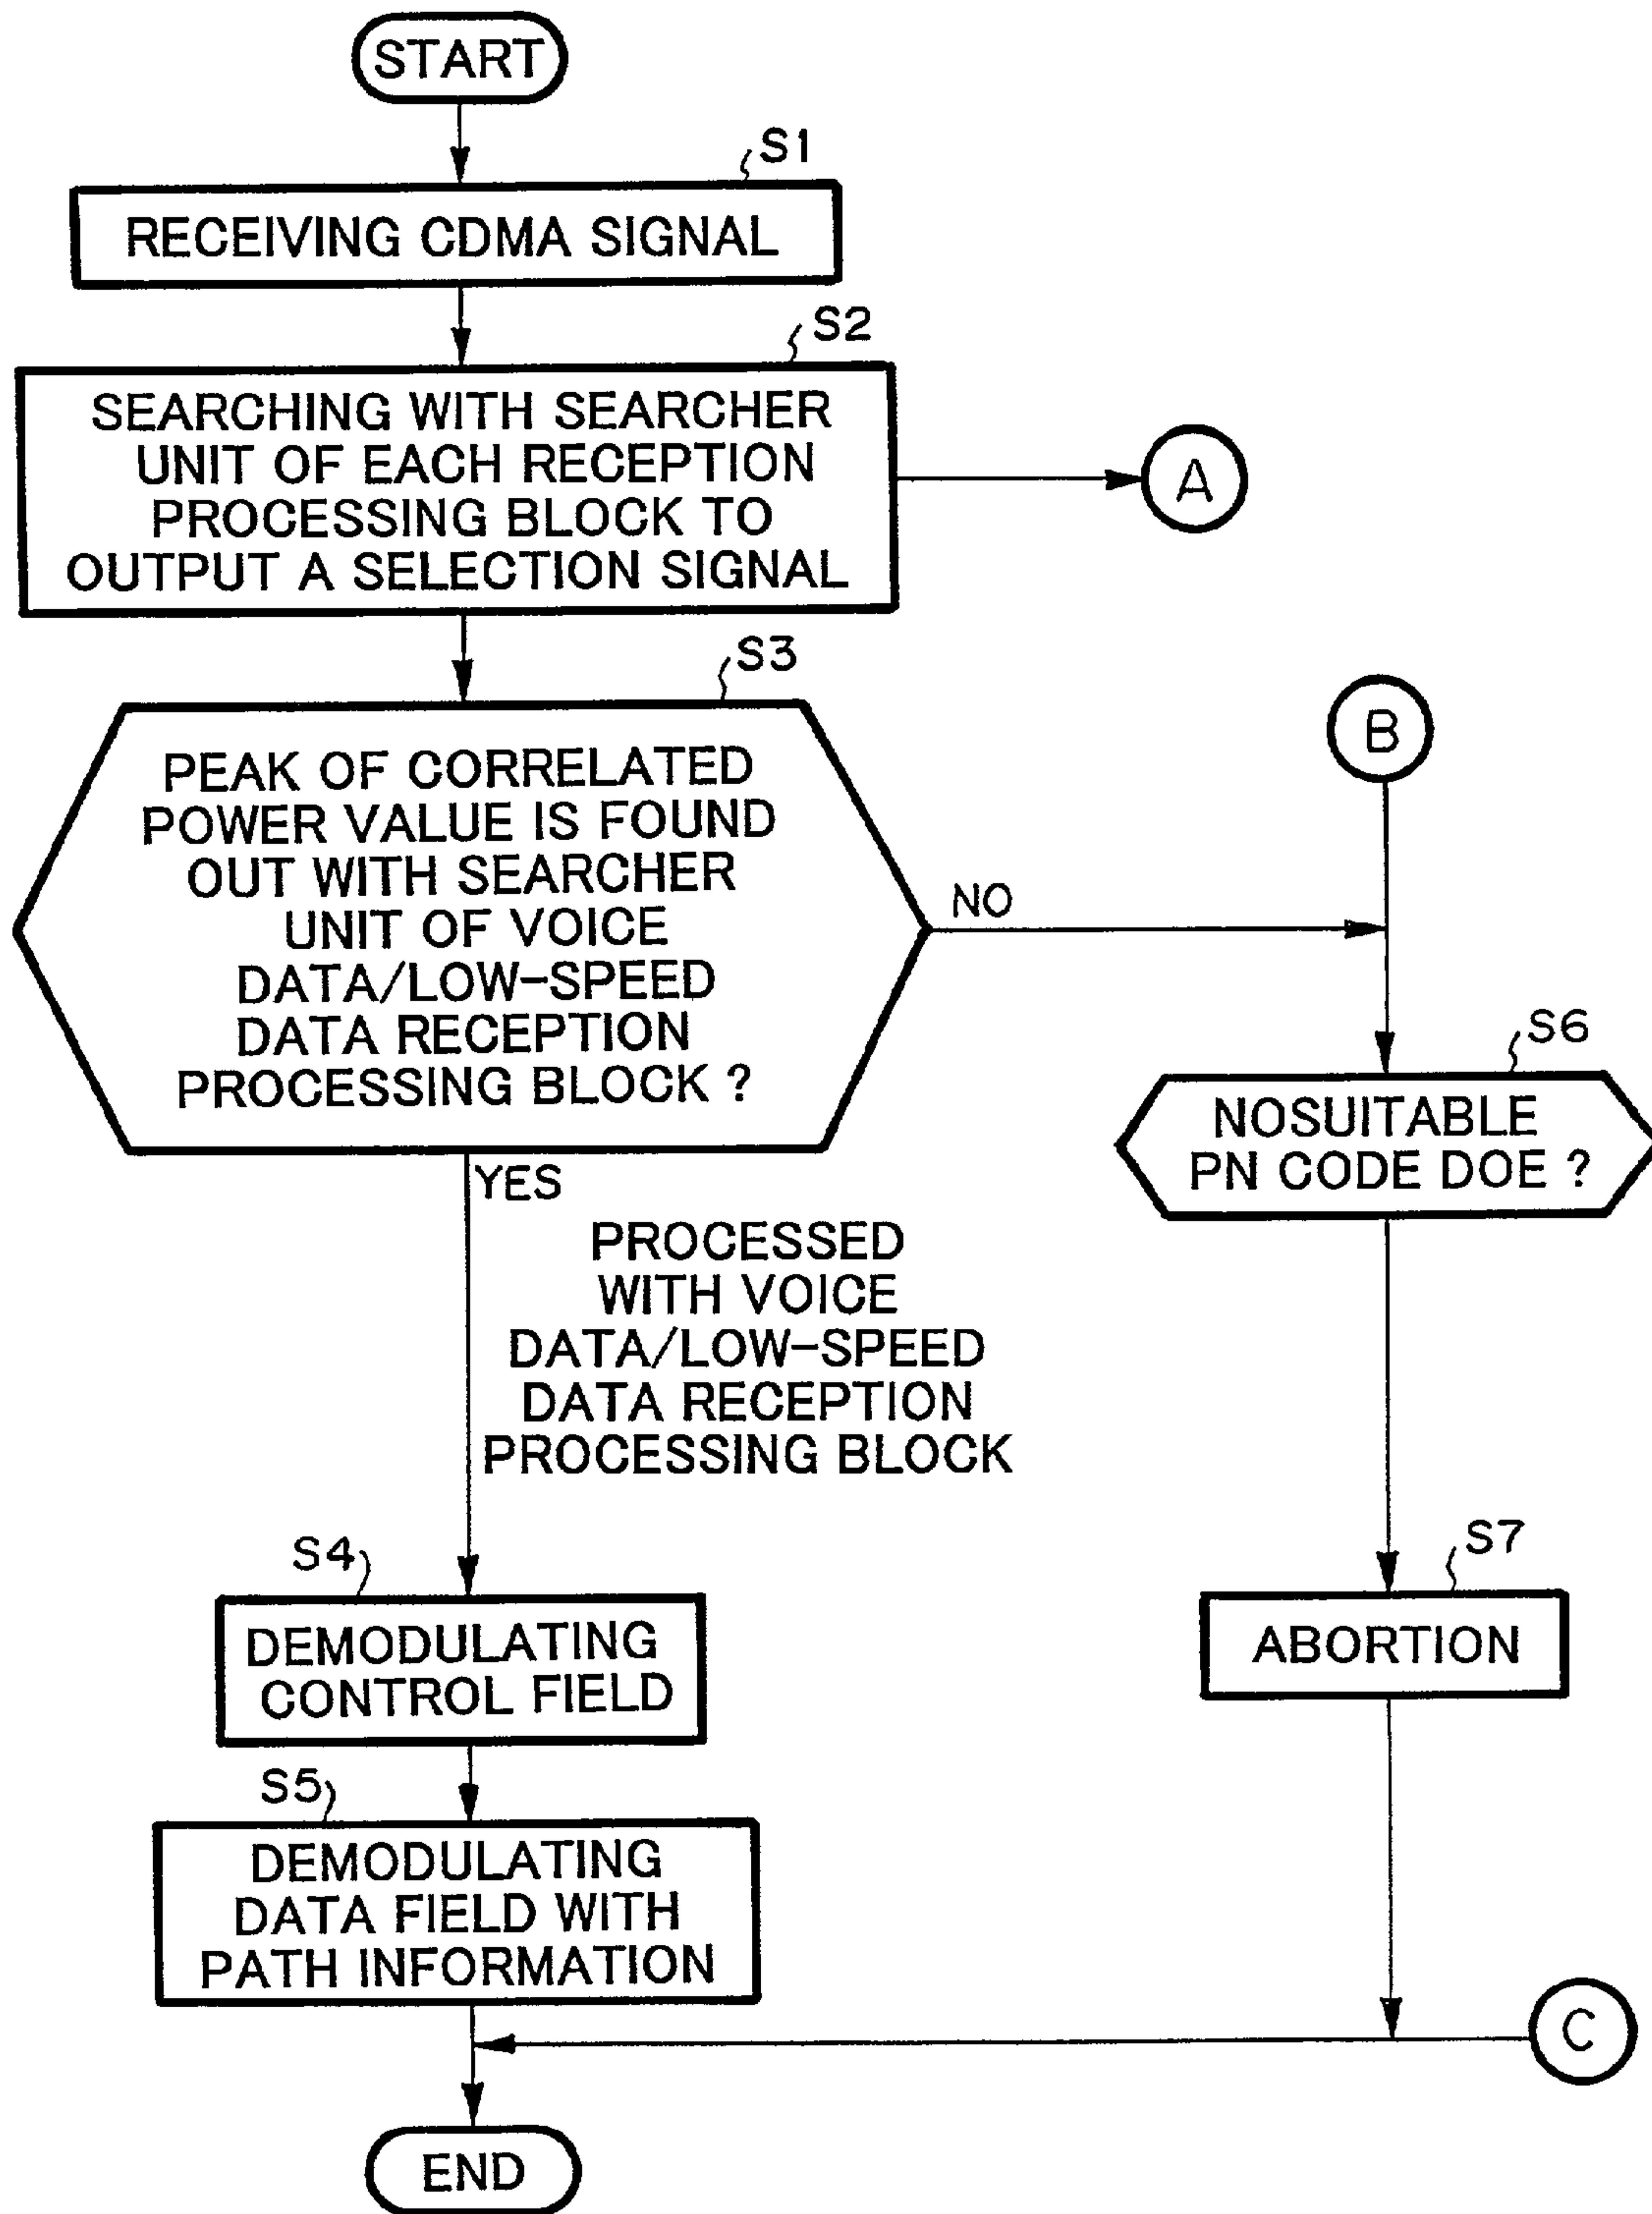 START
S1
RECEIVING CDMA SIGNAL
S2
SEARCHING WITH SEARCHER
UNIT OF EACH RECEPTION
PROCESSING BLOCK TO
OUTPUT A SELECTION SIGNAL
A
S3
PEAK OF CORRELATED
POWER VALUE IS FOUND
OUT WITH SEARCHER
UNIT OF VOICE
DATA/LOW-SPEED
DATA RECEPTION
PROCESSING BLOCK ?
NO
B
S6
NOSUITABLE
PN CODE DOE ?
YES
PROCESSED
WITH VOICE
DATA/LOW-SPEED
DATA RECEPTION
PROCESSING BLOCK
S4
DEMODULATING
CONTROL FIELD
S7
ABORTION
S5
DEMODULATING
DATA FIELD WITH
PATH INFORMATION
C
END